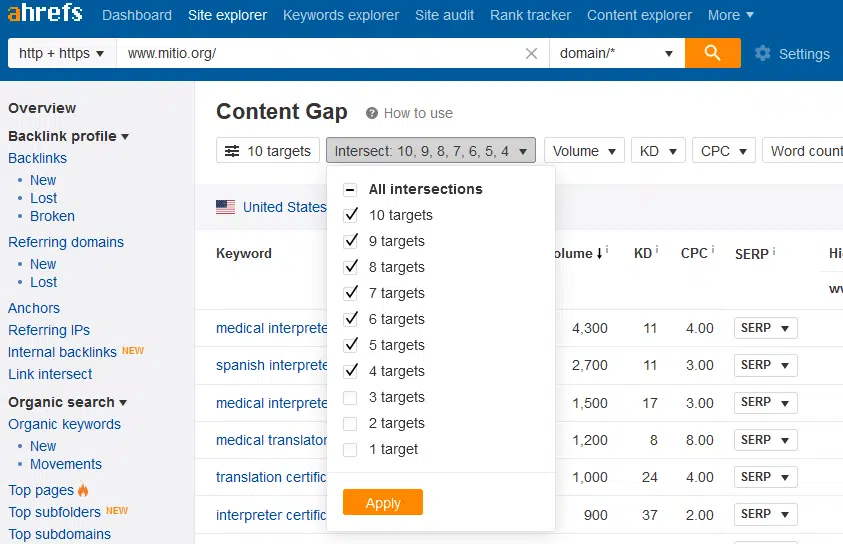 ahrefs Dashboard Site explorer Keywords explorer Site audit Rank tracker Content explorer More
http + https www.mitio.org/ domain/* Settings
Overview
Backlink profile
Backlinks
New
Lost
Broken
Referring domains
New
Lost
Anchors
Referring IPs
Internal backlinks NEW
Link intersect
Organic search
Organic keywords
New
Movements
Top pages
Top subfolders NEW
Top subdomains
Content Gap ? How to use
10 targets Intersect: 10, 9, 8, 7, 6, 5, 4 Volume KD CPC Word count
All intersections
10 targets
9 targets
8 targets
7 targets
6 targets
5 targets
4 targets
3 targets
2 targets
1 target
Apply
United States
Keyword olume i KD i CPC i SERP i Hi
medical interprete 4,300 11 4.00 SERP
spanish interprete 2,700 11 3.00 SERP
medical interprete 1,500 17 3.00 SERP
medical translator 1,200 8 8.00 SERP
translation certific 1,000 24 4.00 SERP
interpreter certific 900 37 2.00 SERP